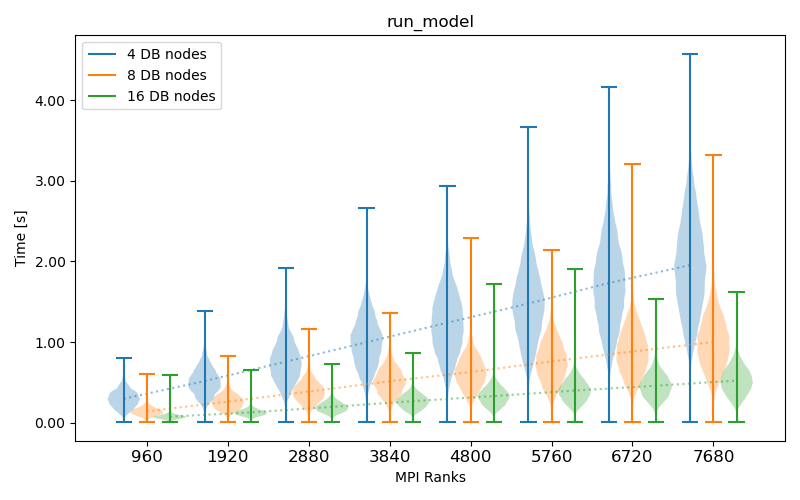 run_model
4 DB nodes
8 DB nodes
16 DB nodes
Time [s]
4.00
3.00
2.00
1.00
0.00
960 1920 2880 3840 4800 5760 6720 7680
MPI Ranks